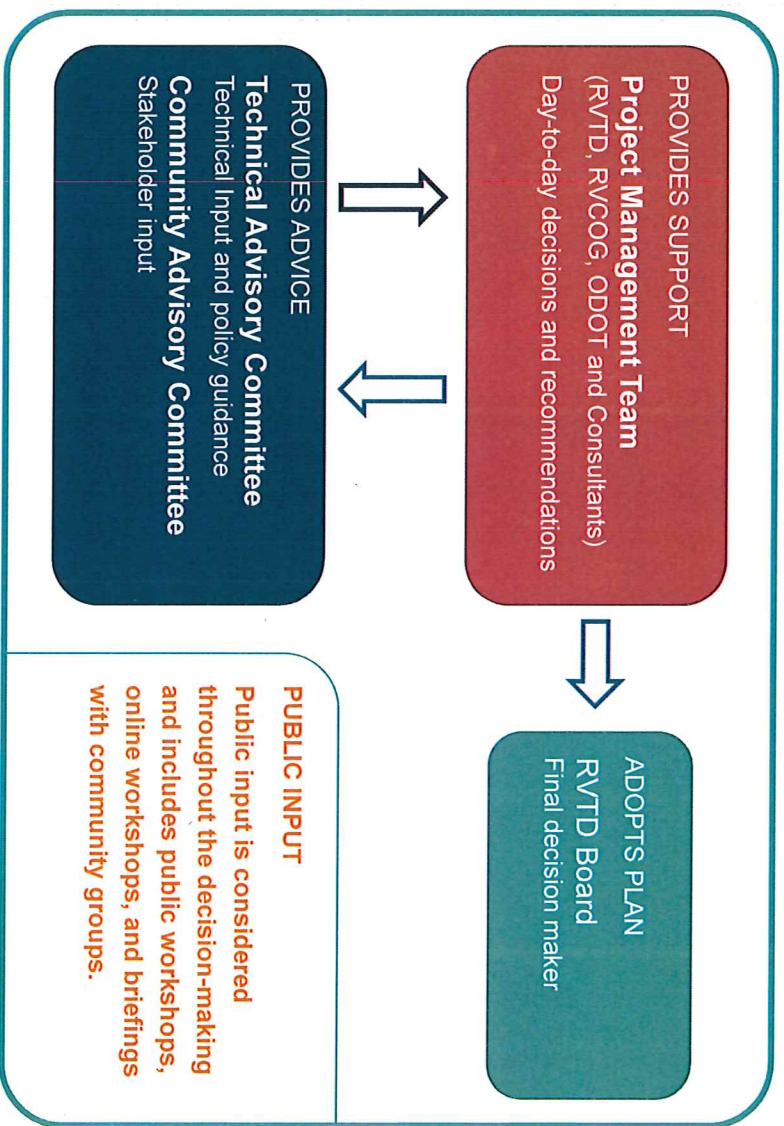 PROVIDES SUPPORT
Project Management Team
(RVTD, RVCOG, ODOT and Consultants)
Day-to-day decisions and recommendations
ADOPTS PLAN
RVTD Board
Final decision maker
PROVIDES ADVICE
Technical Advisory Committee
Technical Input and policy guidance
Community Advisory Committee
Stakeholder input
PUBLIC INPUT
Public input is considered
throughout the decision-making
and includes public workshops,
online workshops, and briefings
with community groups.